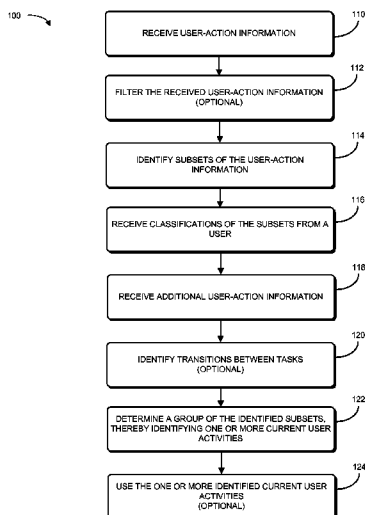 100
110
RECEIVE USER-ACTION INFORMATION
112
FILTER THE RECEIVED USER-ACTION INFORMATION
(OPTIONAL)
114
IDENTIFY SUBSETS OF THE USER-ACTION
INFORMATION
116
RECEIVE CLASSIFICATIONS OF THE SUBSETS FROM A
USER
118
RECEIVE ADDITIONAL USER-ACTION INFORMATION
120
IDENTIFY TRANSITIONS BETWEEN TASKS
(OPTIONAL)
122
DETERMINE A GROUP OF THE IDENTIFIED SUBSETS,
THEREBY IDENTIFYING ONE OR MORE CURRENT USER
ACTIVITIES
124
USE THE ONE OR MORE IDENTIFIED CURRENT USER
ACTIVITIES
(OPTIONAL)